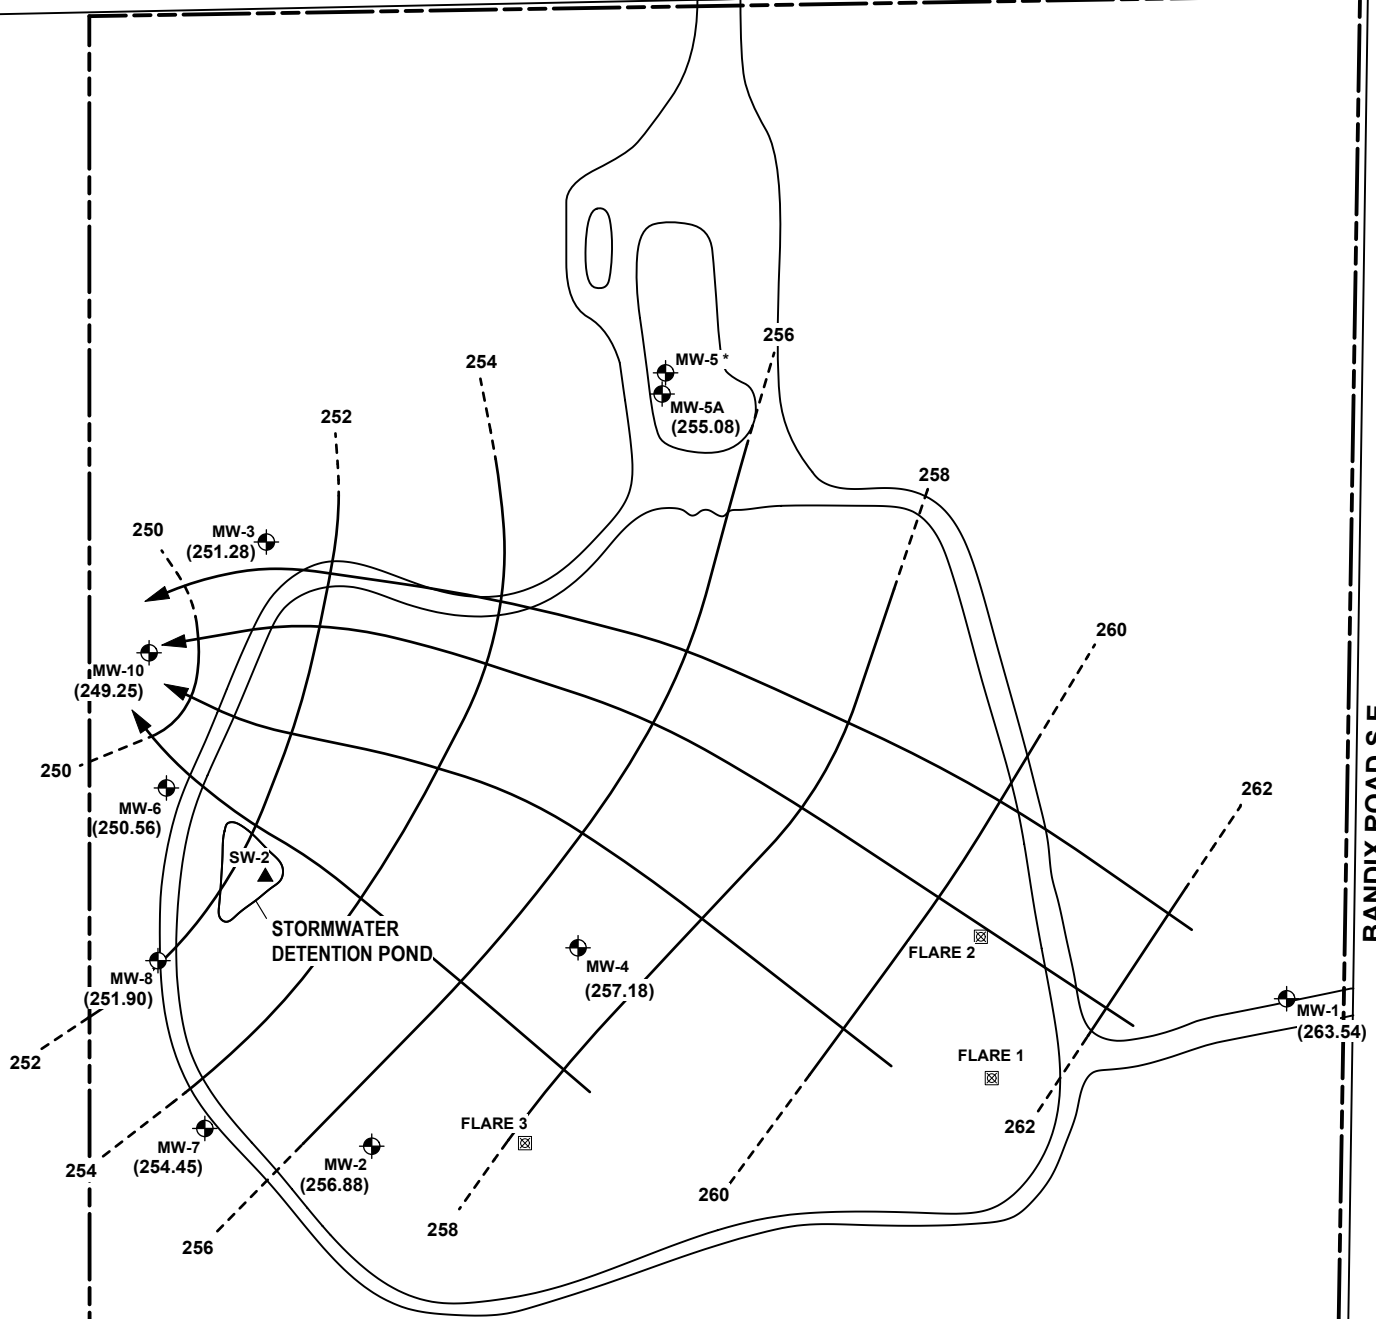 256
MW-5 *
254
MW-5A
(255.08)
252
258
250
MW-3
(251.28)
260
MW-10
(249.25)
250
262
MW-6
(250.56)
SW-2
STORMWATER
DETENTION POND
FLARE 2
MW-4
(257.18)
MW-8
(251.90)
MW-1
(263.54)
252
FLARE 1
FLARE 3
262
MW-7
(254.45)
254
MW-2
(256.88)
260
258
256
RANDIX ROAD S.E.